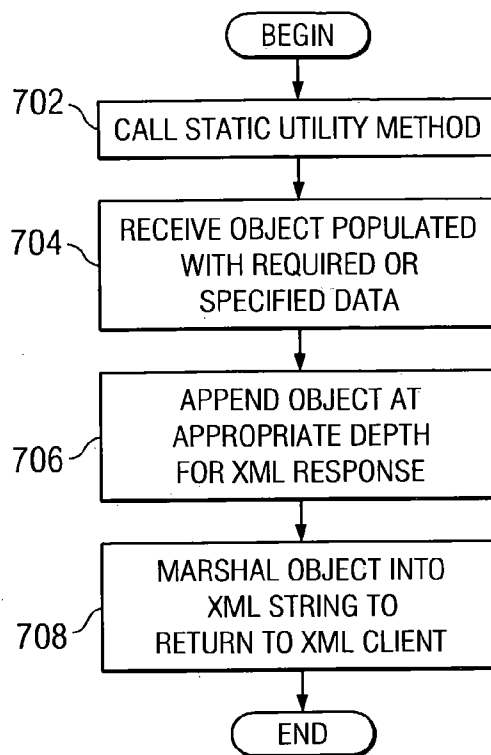 BEGIN
702
CALL STATIC UTILITY METHOD
704
RECEIVE OBJECT POPULATED
WITH REQUIRED OR
SPECIFIED DATA
706
APPEND OBJECT AT
APPROPRIATE DEPTH
FOR XML RESPONSE
708
MARSHAL OBJECT INTO
XML STRING TO
RETURN TO XML CLIENT
END